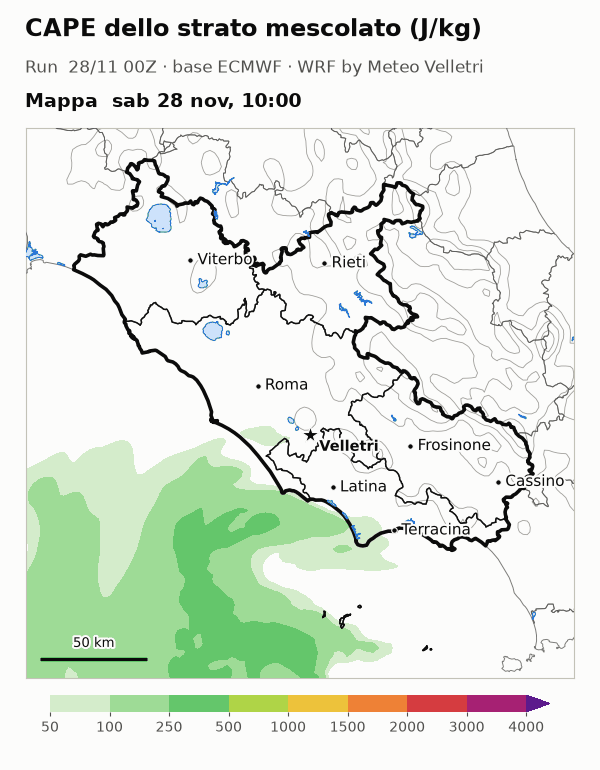 CAPE dello strato mescolato (J/kg)
Run  28/11 00Z · base ECMWF · WRF by Meteo Velletri
Mappa  sab 28 nov, 10:00
Viterbo
Rieti
Roma
Velletri
Frosinone
Cassino
Latina
Terracina
50 km
50 100 250 500 1000 1500 2000 3000 4000